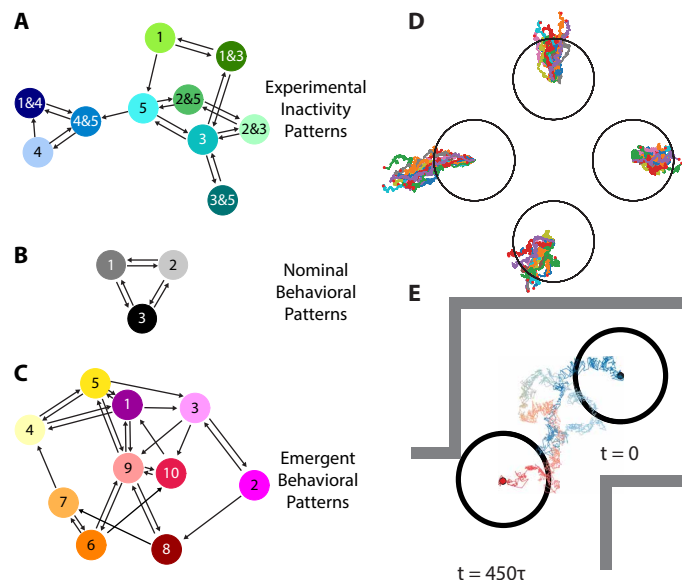 A
1
1&3
Experimental
Inactivity
Patterns
1&4
4&5
5
2&5
2&3
4
3
3&5
B
1
2
3
Nominal
Behavioral
Patterns
C
5
1
3
4
9
10
2
7
6
8
Emergent
Behavioral
Patterns
D
E
t = 0
t = 450τ